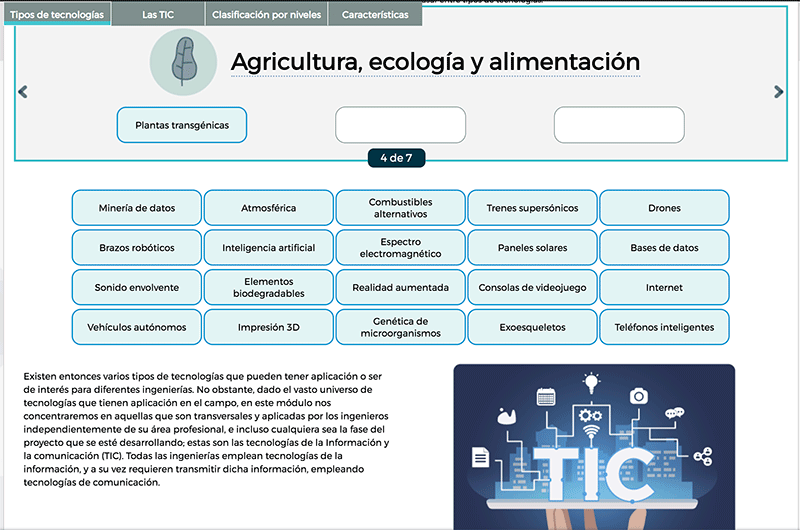 usar entre tipos de tecnologías.
Tipos de tecnologías
Las TIC
Clasificación por niveles
Características
Agricultura, ecología y alimentación
Plantas transgénicas
4 de 7
Minería de datos
Atmosférica
Combustibles
alternativos
Trenes supersónicos
Drones
Brazos robóticos
Inteligencia artificial
Espectro
electromagnético
Paneles solares
Bases de datos
Sonido envolvente
Elementos
biodegradables
Realidad aumentada
Consolas de videojuego
Internet
Vehículos autónomos
Impresión 3D
Genética de
microorganismos
Exoesqueletos
Teléfonos inteligentes
Existen entonces varios tipos de tecnologías que pueden tener aplicación o ser
de interés para diferentes ingenierías. No obstante, dado el vasto universo de
tecnologías que tienen aplicación en el campo, en este módulo nos
concentraremos en aquellas que son transversales y aplicadas por los ingenieros
independientemente de su área profesional, e incluso cualquiera sea la fase del
proyecto que se esté desarrollando; estas son las tecnologías de la Información y
la comunicación (TIC). Todas las ingenierías emplean tecnologías de la
información, y a su vez requieren transmitir dicha información, empleando
tecnologías de comunicación.
TIC